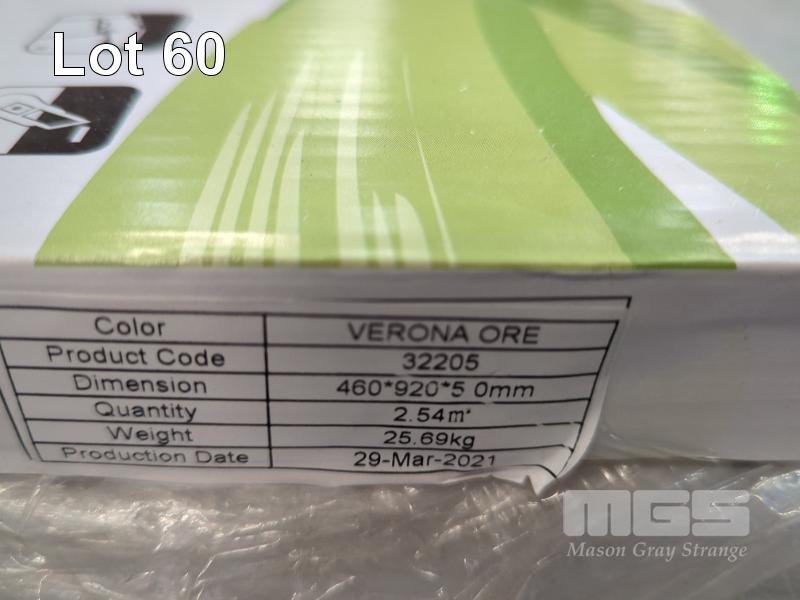 Lot 60
Color VERONA ORE
Product Code 32205
Dimension 460*920*5 0mm
Quantity 2.54m²
Weight 25.69kg
Production Date 29-Mar-2021
MGS
Mason Gray Strange